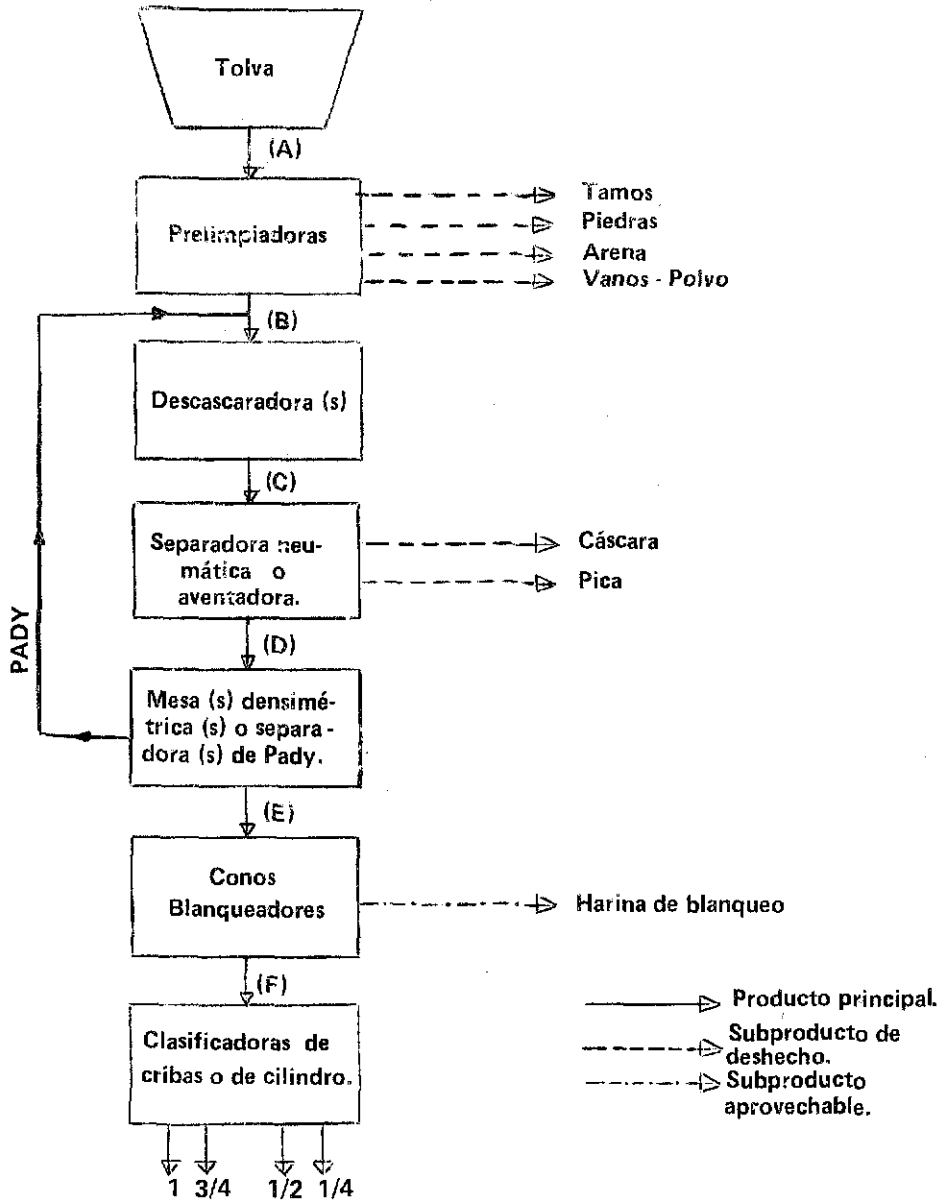 Tolva
(A)
Prelimpiadoras
Tamos
Piedras
Arena
Vanos - Polvo
(B)
Descascaradora (s)
(C)
Separadora neu-
mática o
aventadora.
Cáscara
Pica
(D)
PADY
Mesa (s) densimé-
trica (s) o separa -
dora (s) de Pady.
(E)
Conos
Blanqueadores
Harina de blanqueo
(F)
Clasificadoras de
cribas o de cilindro.
1 3/4 1/2 1/4
Producto principal.
Subproducto de
deshecho.
Subproducto
aprovechable.